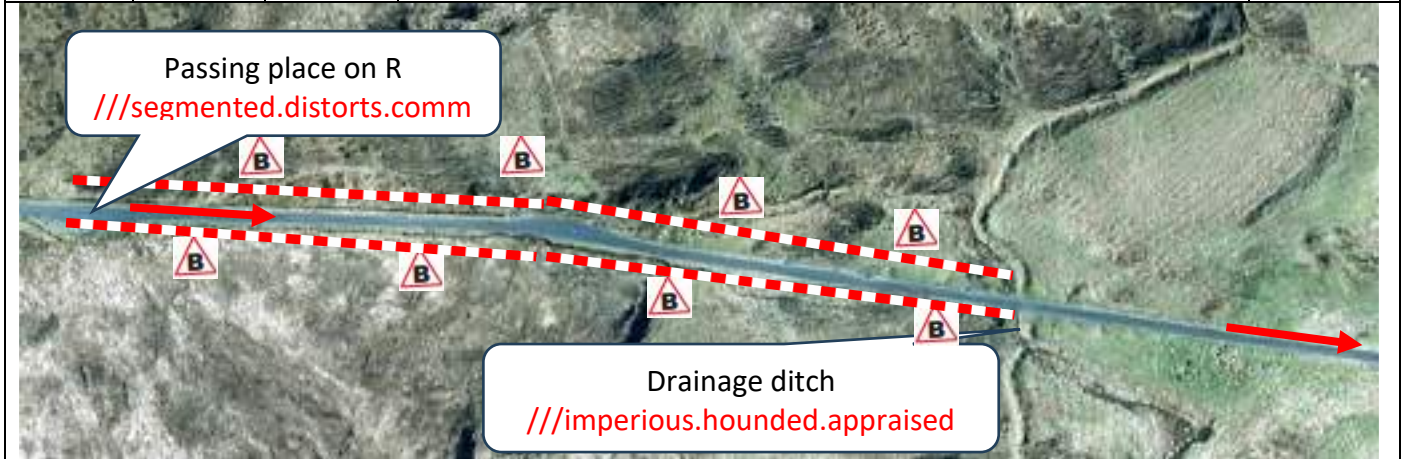 Passing place on R
///segmented.distorts.comm
B
B
B
B
B
B
B
B
Drainage ditch
///imperious.hounded.appraised